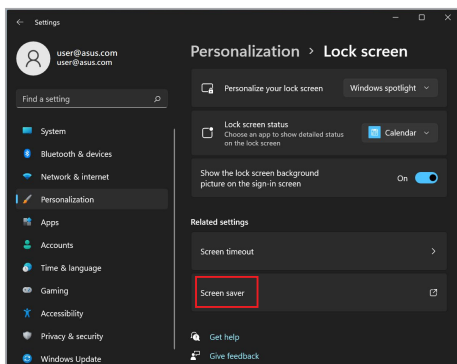 Settings
user@asus.com
user@asus.com
Find a setting
System
Bluetooth & devices
Network & internet
Personalization
Apps
Accounts
Time & language
Gaming
Accessibility
Privacy & security
Windows Update
Personalization > Lock screen
Personalize your lock screen
Windows spotlight
Lock screen status
Choose an app to show detailed status
on the lock screen
Calendar
Show the lock screen background
picture on the sign-in screen
On
Related settings
Screen timeout
Screen saver
Get help
Give feedback